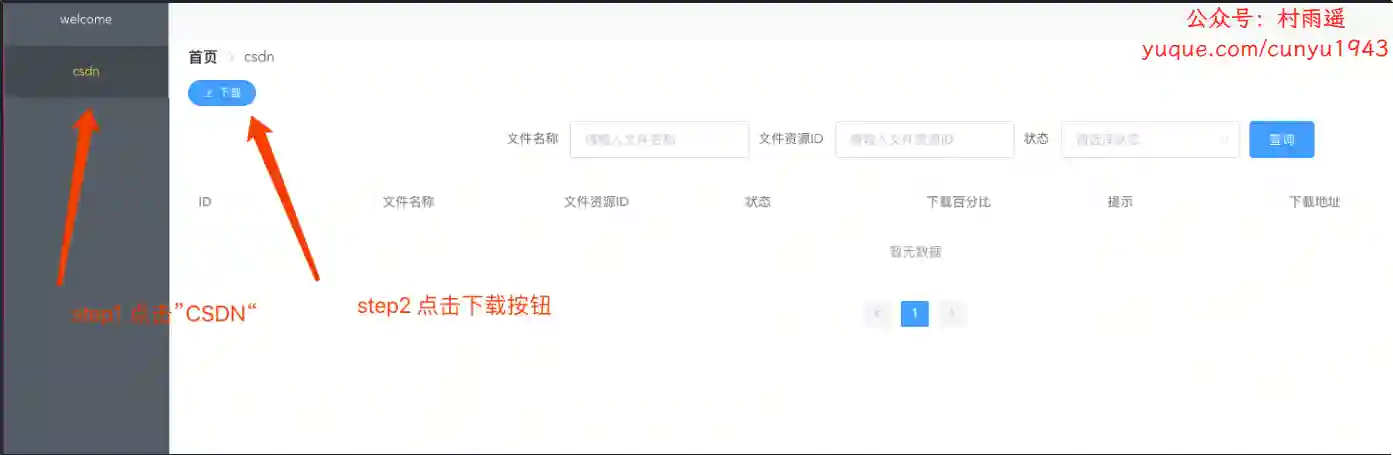 welcome
公众号：村雨遥
yuque.com/cunyu1943
首页 > csdn
csdn
下载
文件名称 请输入文件名称 文件资源ID 请输入文件资源ID 状态 请选择状态 查询
ID 文件名称 文件资源ID 状态 下载百分比 提示 下载地址
暂无数据
step1 点击”CSDN“
step2 点击下载按钮
< 1 >